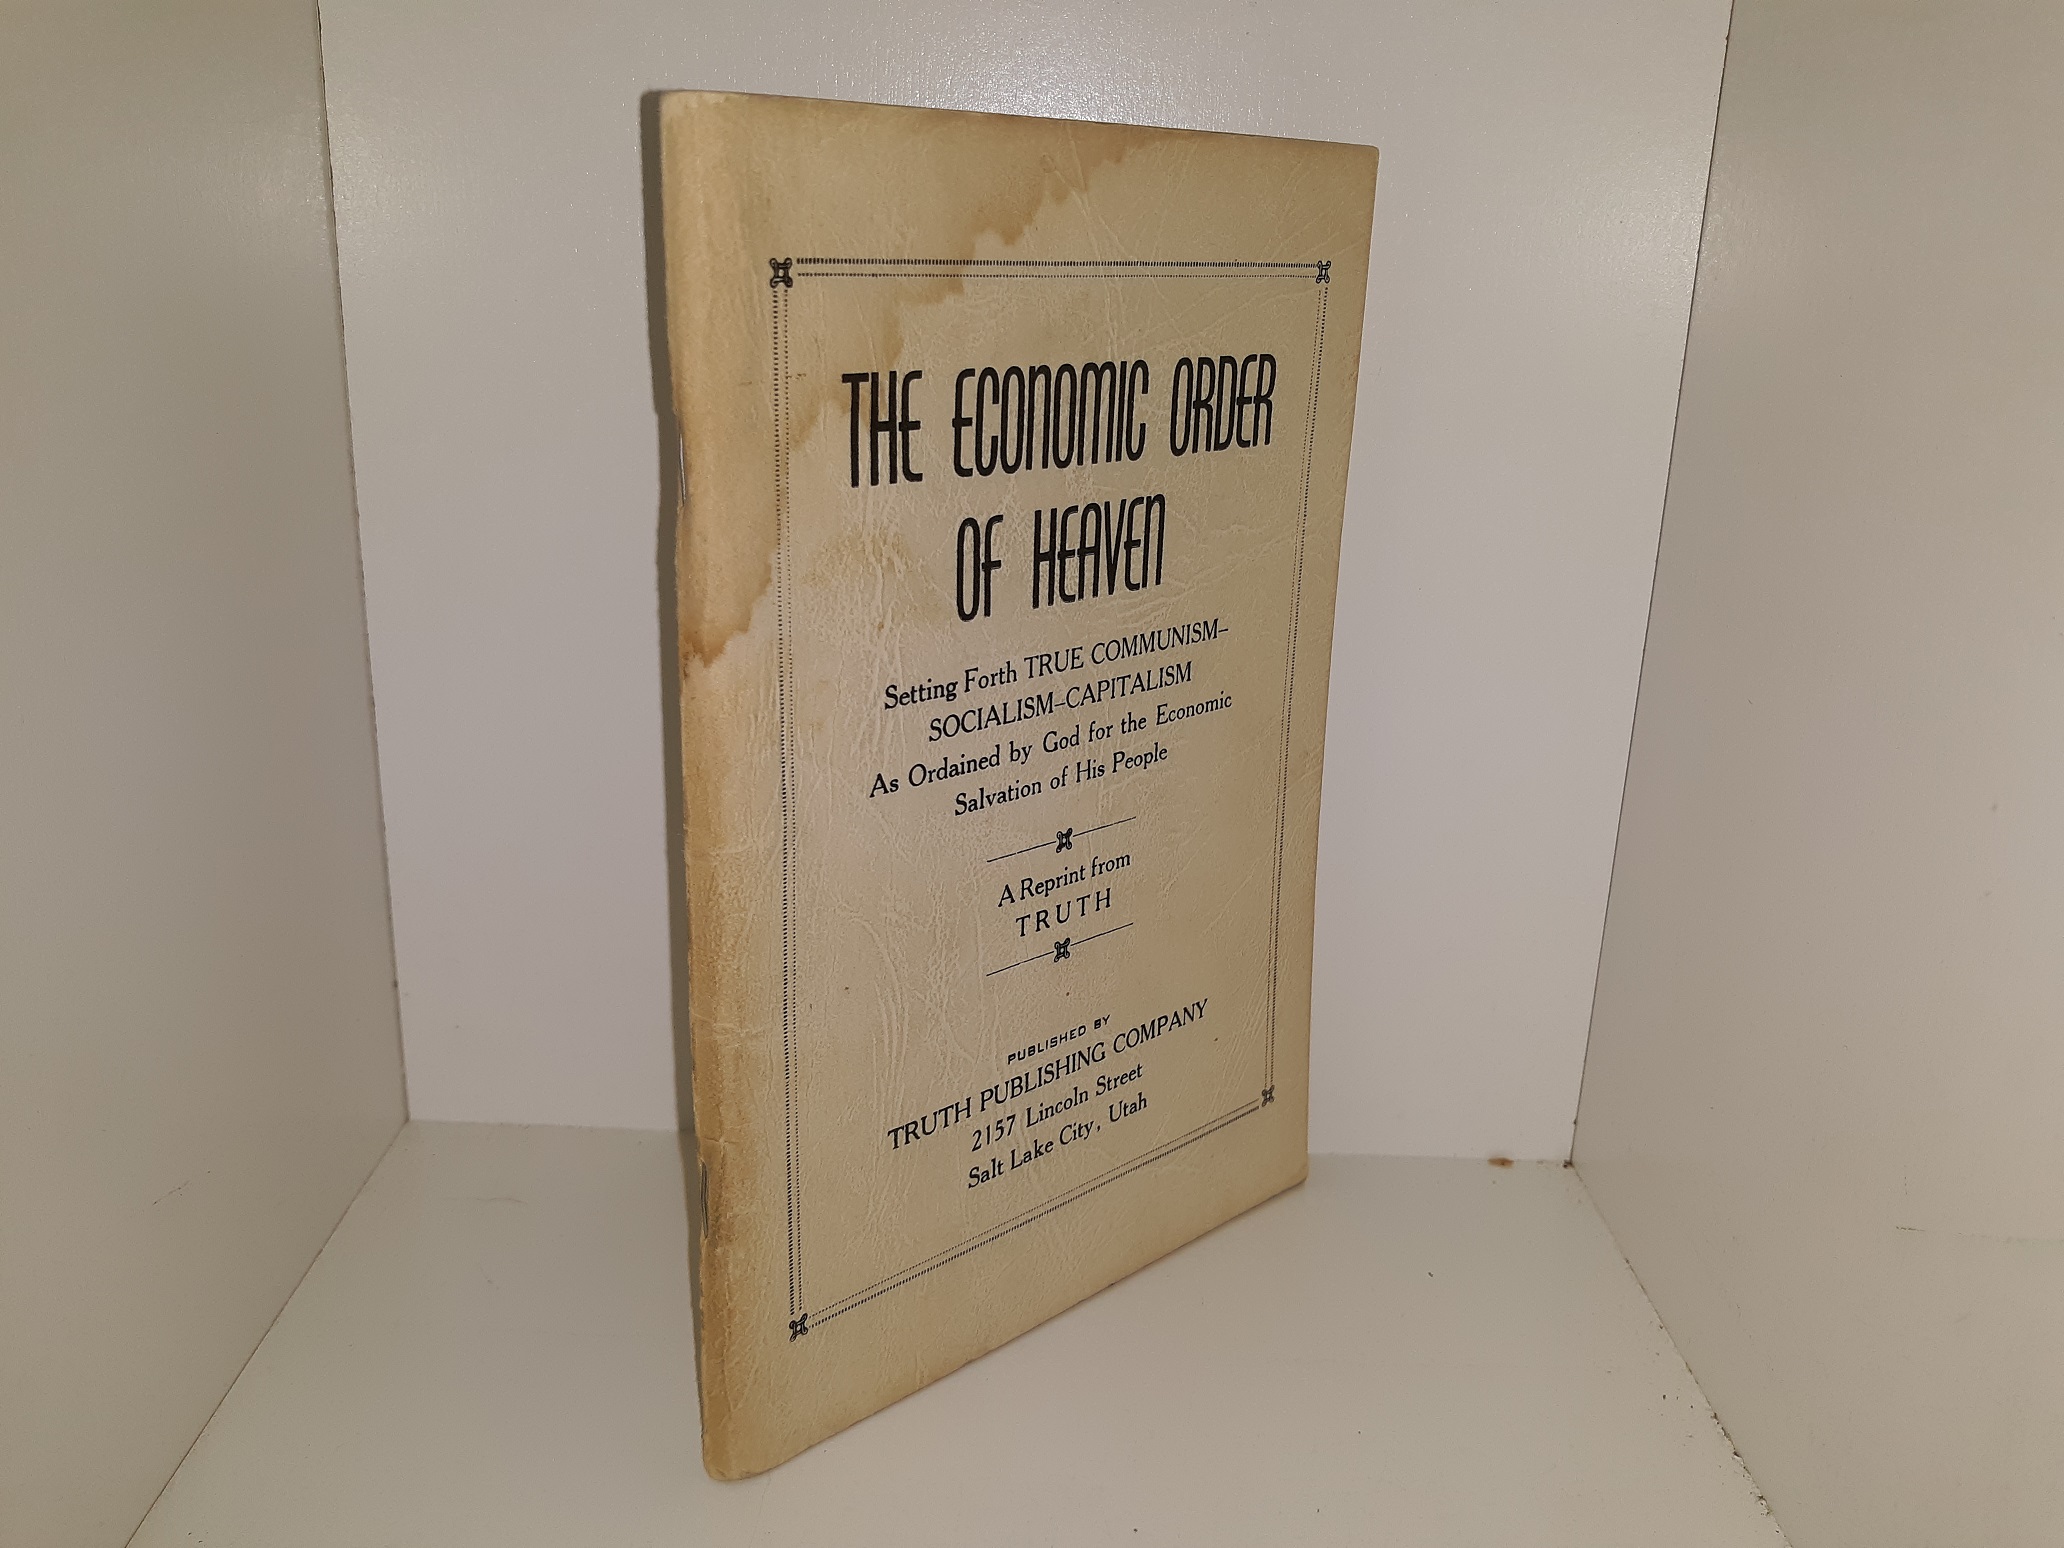 THE ECONOMIC ORDER
OF HEAVEN
Setting Forth TRUE COMMUNISM–
SOCIALISM–CAPITALISM
As Ordained by God for the Economic
Salvation of His People
A Reprint from
TRUTH
PUBLISHED BY
TRUTH PUBLISHING COMPANY
2157 Lincoln Street
Salt Lake City, Utah